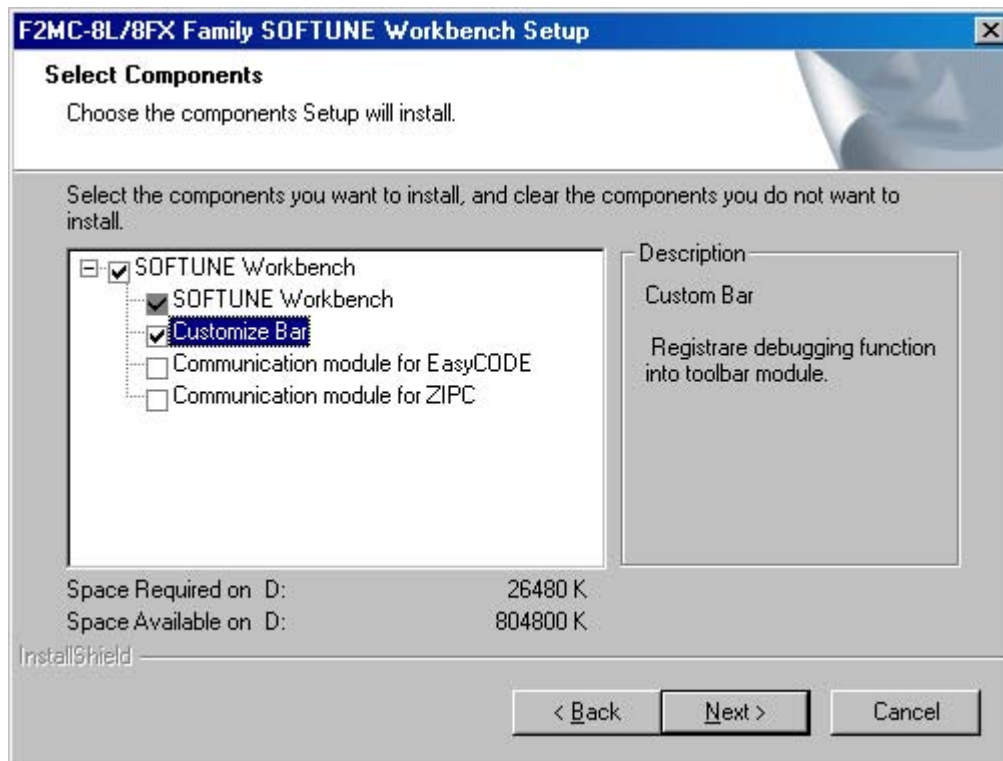 F2MC-8L/8FX Family SOFTUNE Workbench Setup
Select Components
Choose the components Setup will install.
Select the components you want to install, and clear the components you do not want to
install.
SOFTUNE Workbench
SOFTUNE Workbench
Customize Bar
Communication module for EasyCODE
Communication module for ZIPC
Description
Custom Bar
Registrare debugging function
into toolbar module.
Space Required on D: 26480 K
Space Available on D: 804800 K
InstallShield
< Back
Next >
Cancel